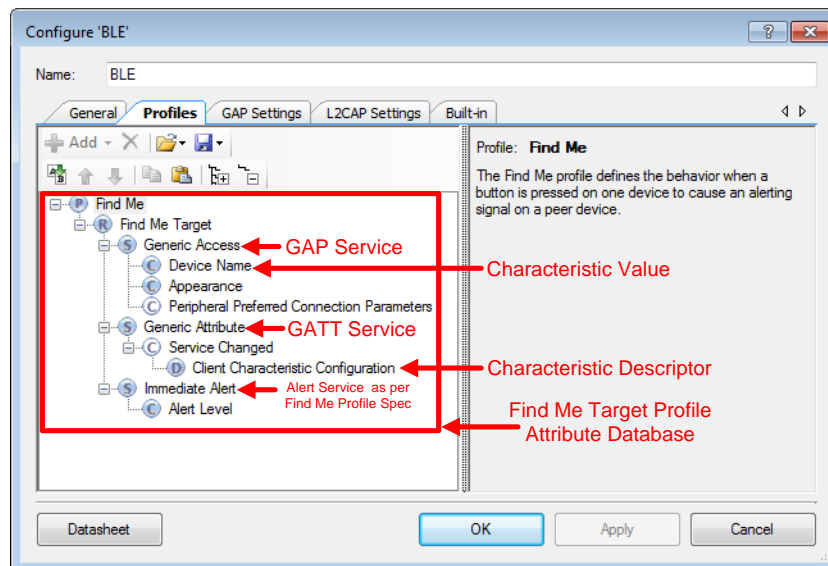 Configure 'BLE'
Name: BLE
General Profiles GAP Settings L2CAP Settings Built-in
Add
Profile: Find Me
The Find Me profile defines the behavior when a
button is pressed on one device to cause an alerting
signal on a peer device.
P Find Me
R Find Me Target
S Generic Access GAP Service
C Device Name Characteristic Value
C Appearance
C Peripheral Preferred Connection Parameters
S Generic Attribute GATT Service
C Service Changed
D Client Characteristic Configuration Characteristic Descriptor
S Immediate Alert Alert Service as per
Find Me Profile Spec
C Alert Level
Find Me Target Profile
Attribute Database
Datasheet OK Apply Cancel